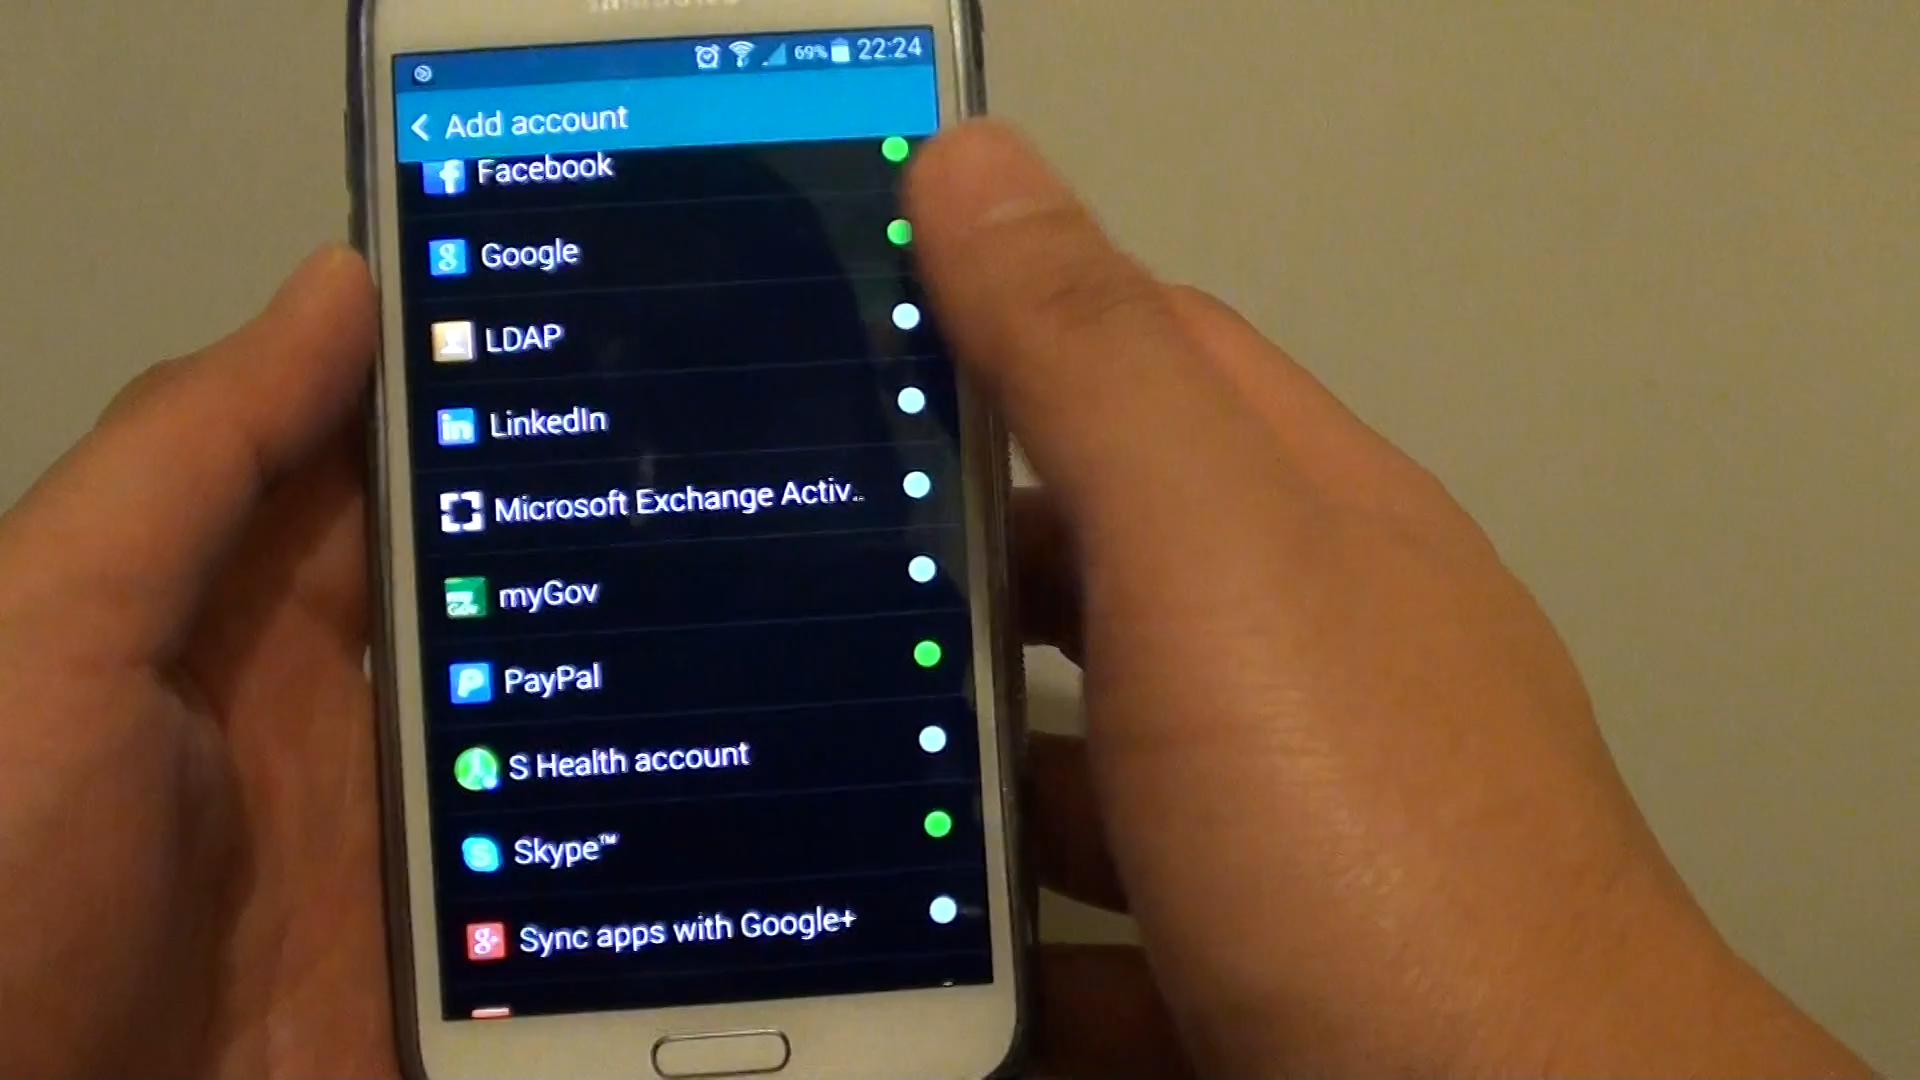 69% 22:24
Add account
Facebook
Google
LDAP
LinkedIn
Microsoft Exchange Activ..
myGov
PayPal
S Health account
Skype™
Sync apps with Google+